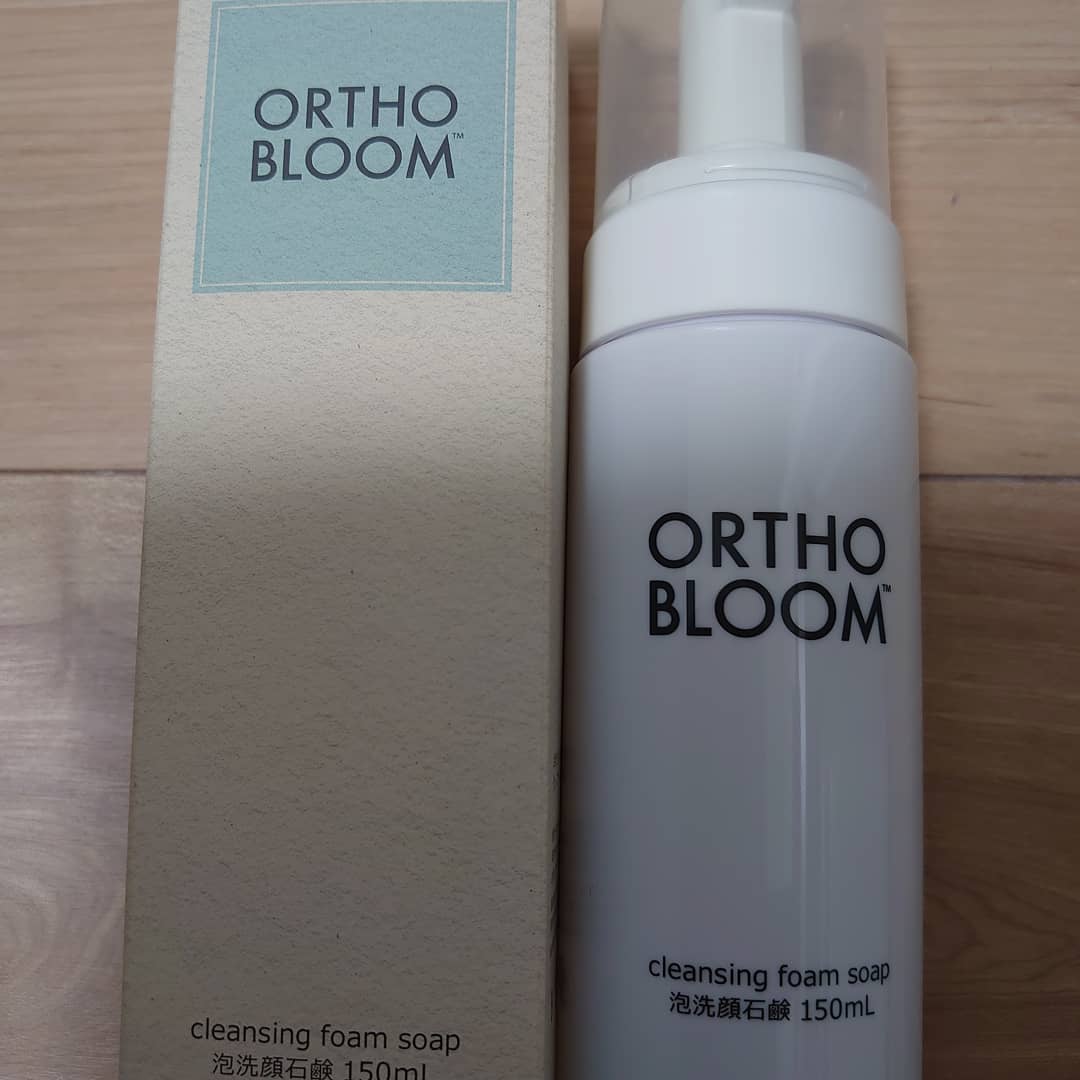 ORTHO
BLOOM™
cleansing foam soap
泡洗顔石鹸 150mL
ORTHO
BLOOM™
cleansing foam soap
泡洗顔石鹸 150mL